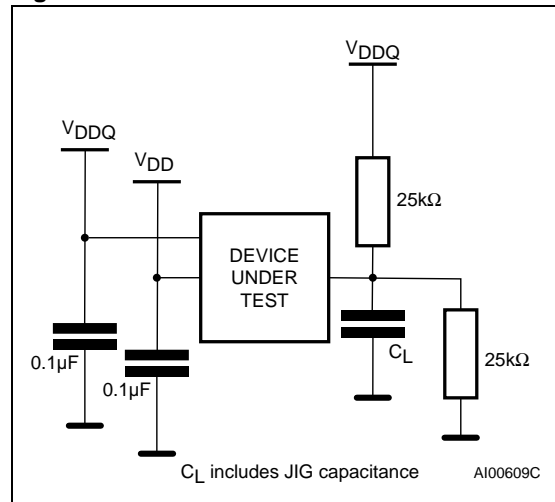 VDDQ
VDDQ
VDD
25kΩ
DEVICE
UNDER
TEST
0.1µF
0.1µF
CL
25kΩ
CL includes JIG capacitance
AI00609C